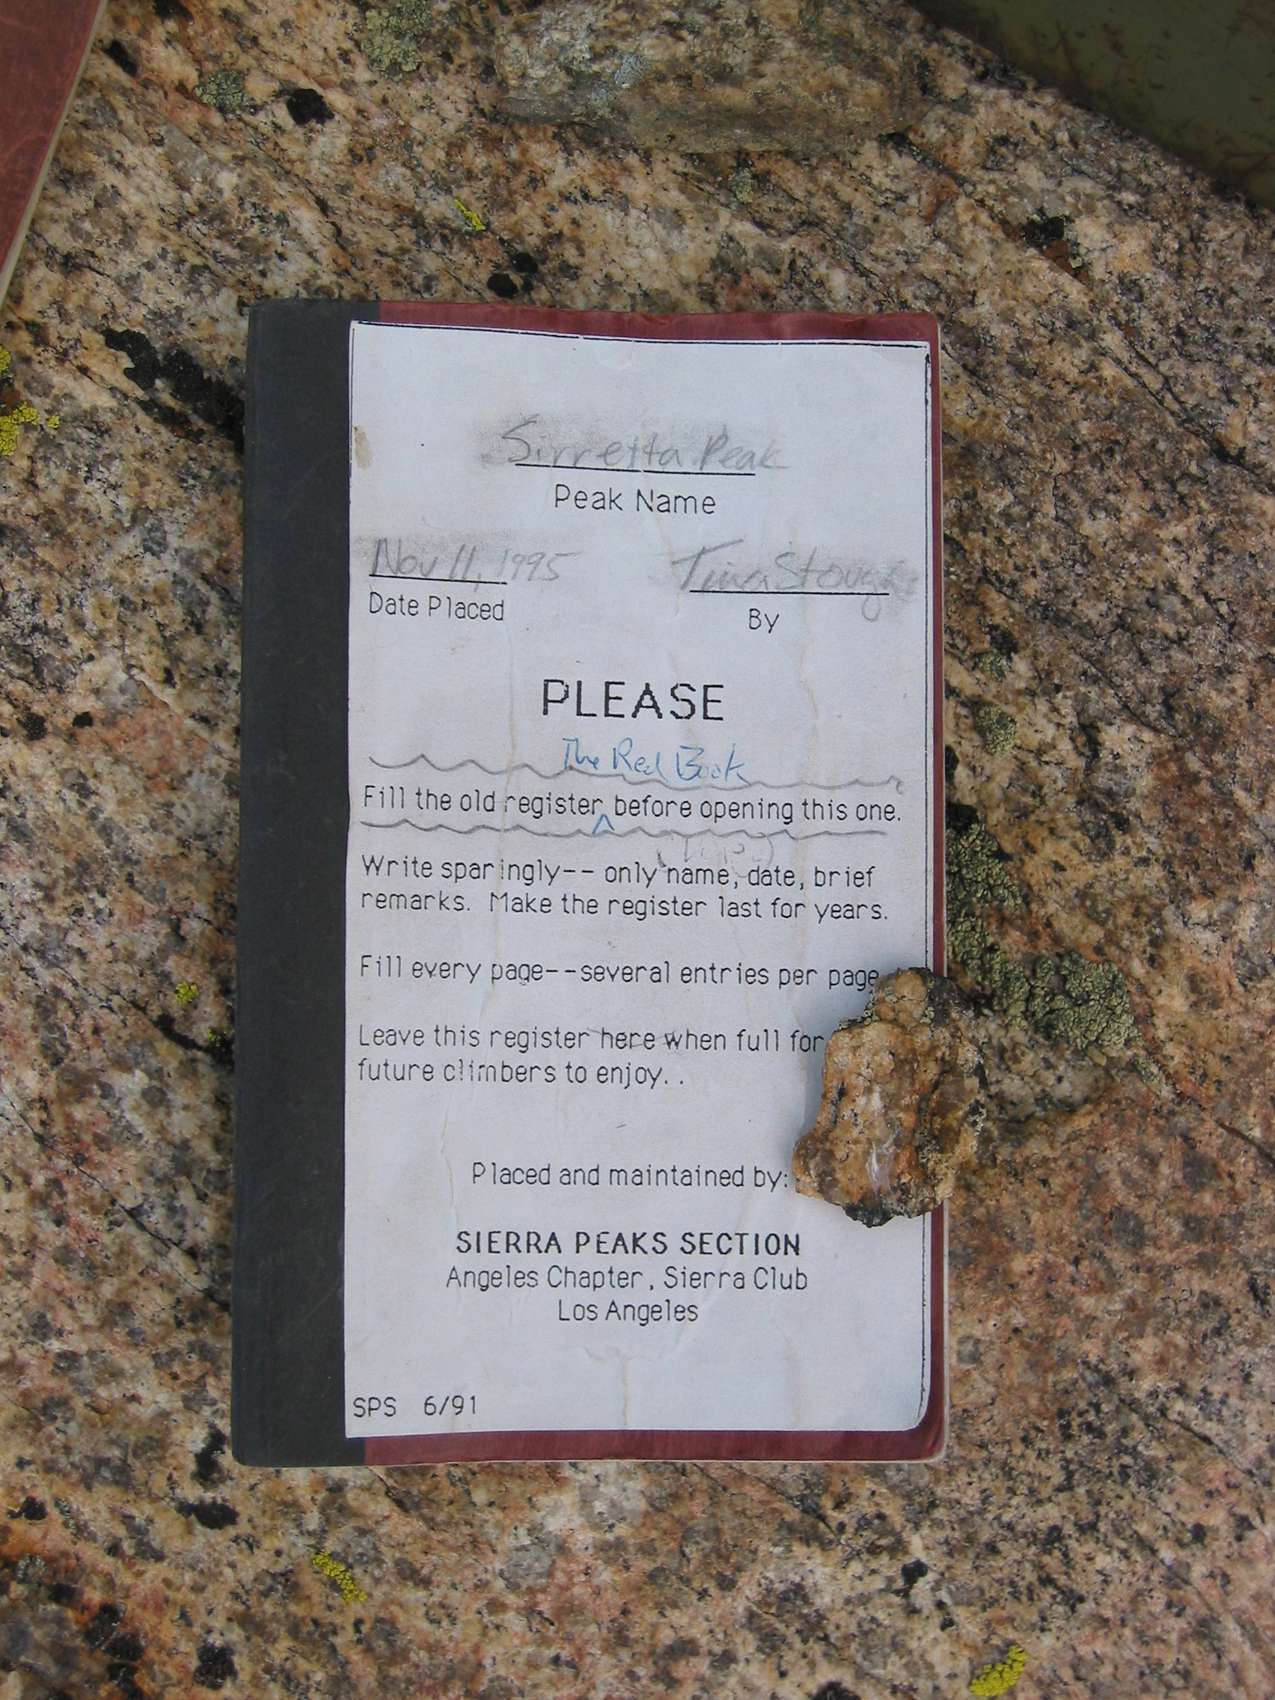 Sirretta Peak
Peak Name
Nov 11, 1995 Tina Stough
Date Placed By
PLEASE
The Red Book
Fill the old register ^ before opening this one.
Write sparingly-- only name, date, brief
remarks. Make the register last for years.
Fill every page--several entries per page
Leave this register here when full for
future climbers to enjoy. .
Placed and maintained by:
SIERRA PEAKS SECTION
Angeles Chapter, Sierra Club
Los Angeles
SPS 6/91